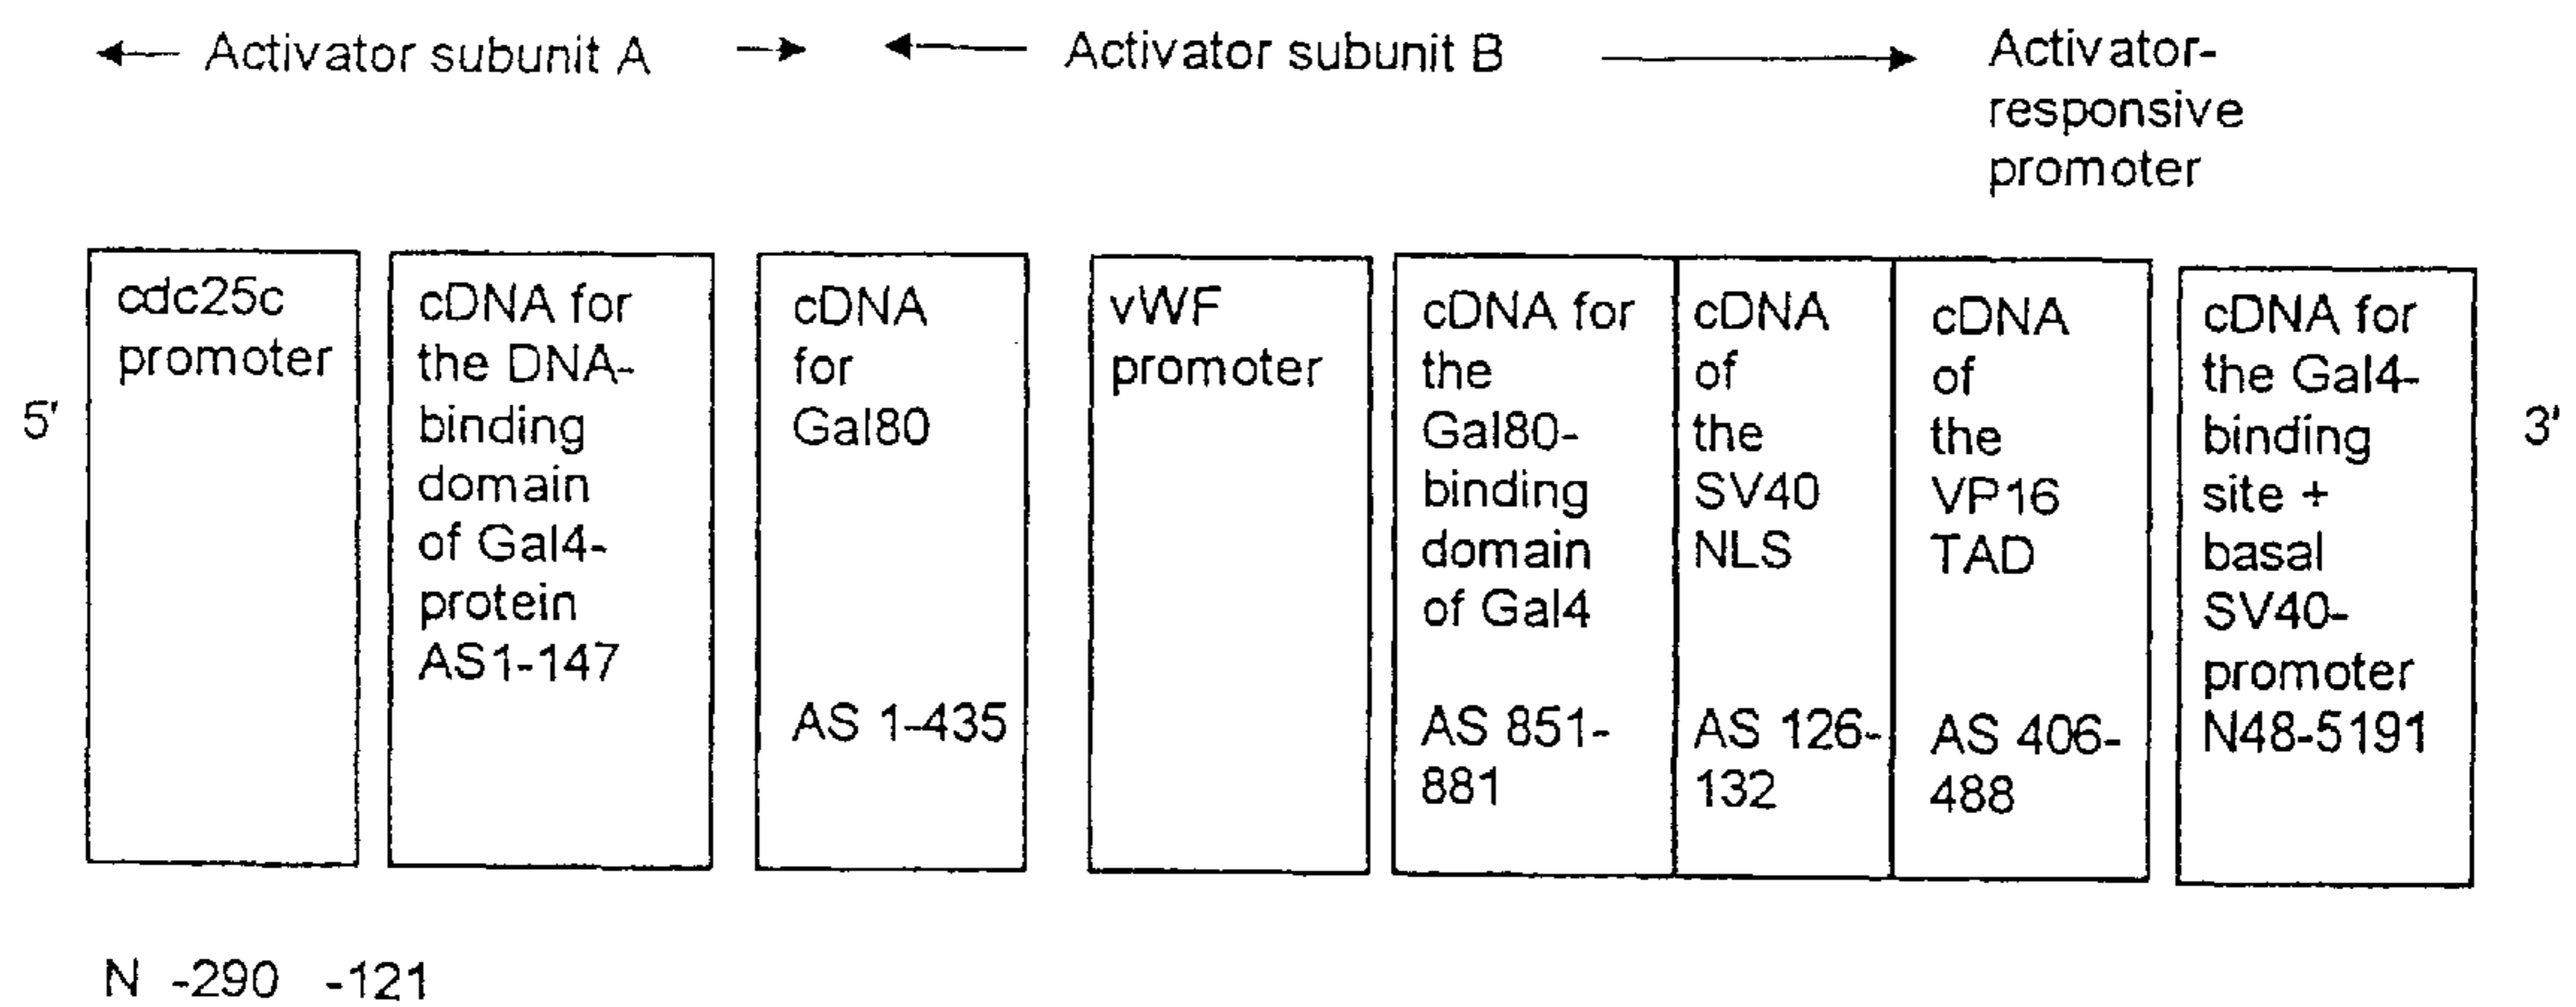 Activator subunit A
Activator subunit B
Activator-
responsive
promoter
5'
cdc25c
promoter
cDNA for
the DNA-
binding
domain
of Gal4-
protein
AS1-147
cDNA
for
Gal80
AS 1-435
vWF
promoter
cDNA for
the
Gal80-
binding
domain
of Gal4
AS 851-
881
cDNA
of
the
SV40
NLS
AS 126-
132
cDNA
of
the
VP16
TAD
AS 406-
488
cDNA for
the Gal4-
binding
site +
basal
SV40-
promoter
N48-5191
3'
N -290 -121